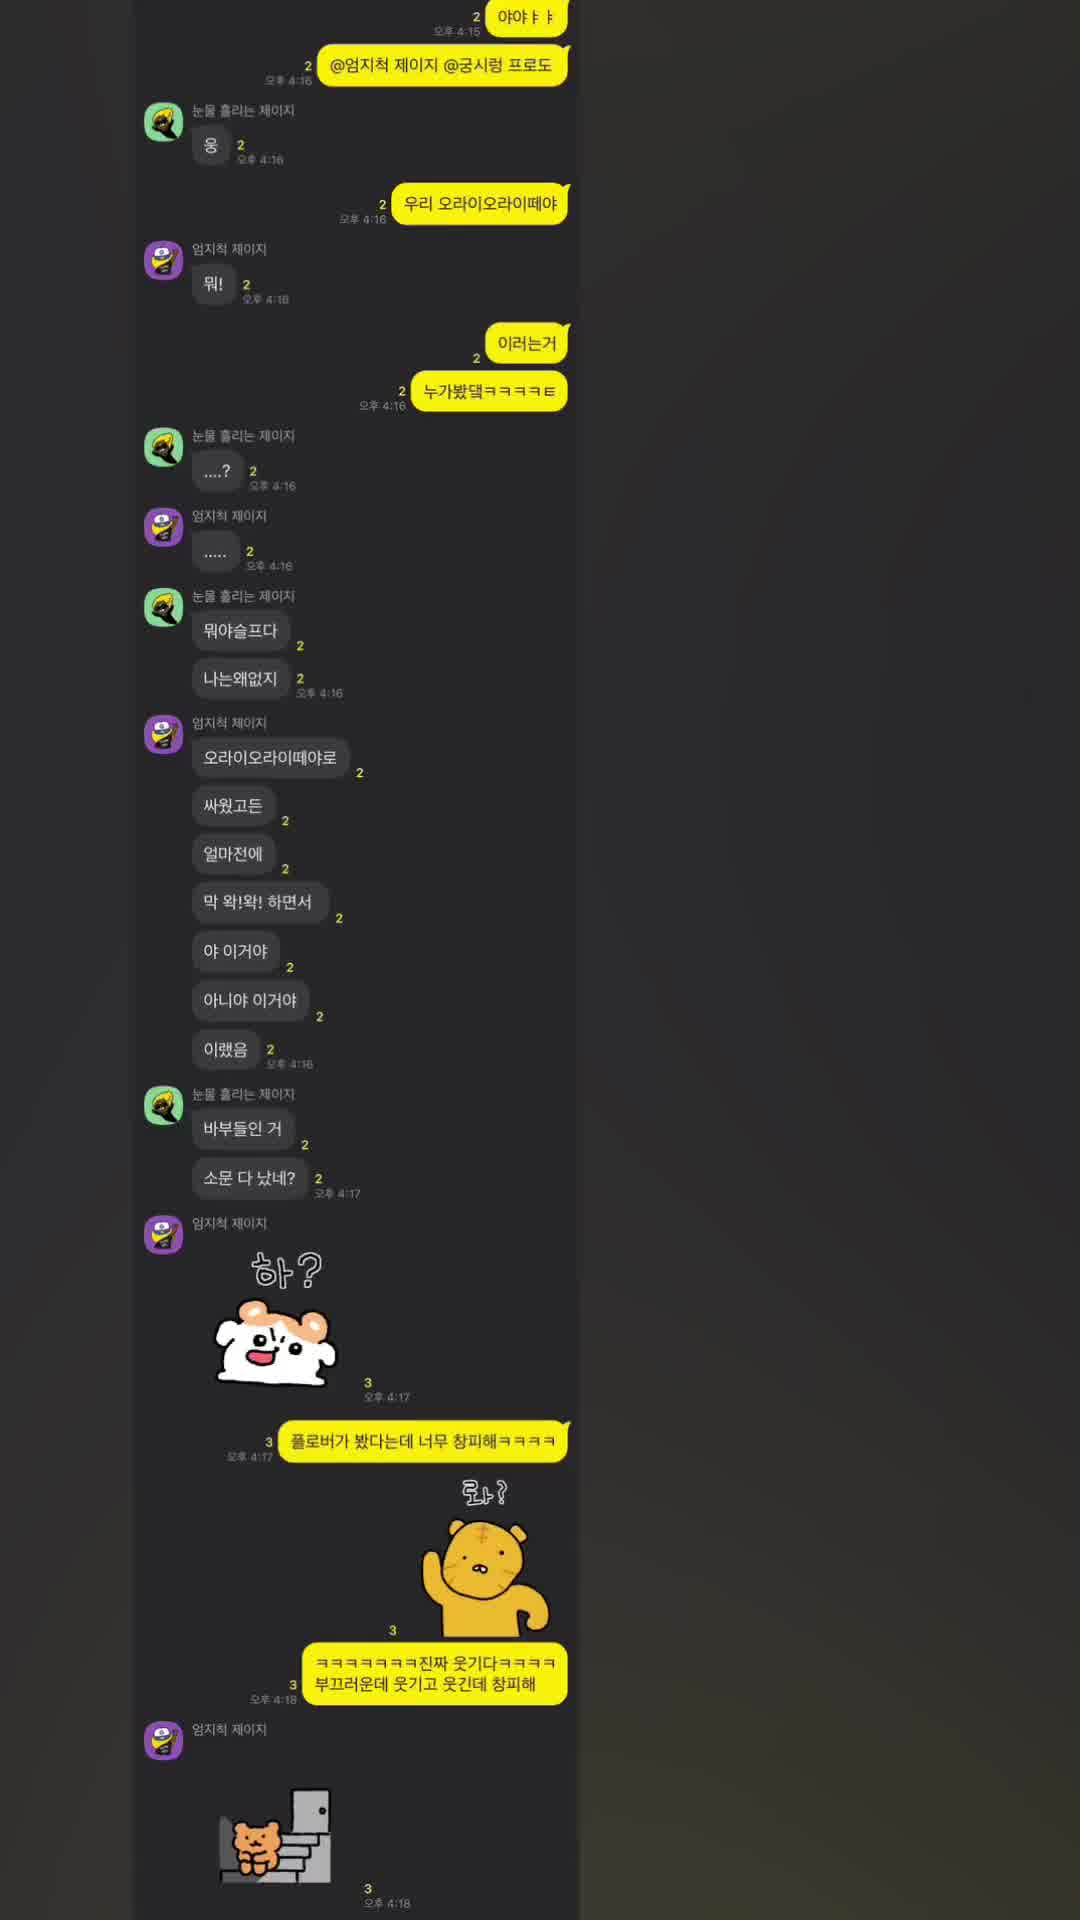 야야ㅑㅑ
2
오후 4:15
@엄지척 제이지 @궁시렁 프로도
2
오후 4:16
눈물 흘리는 제이지
웅
2
오후 4:16
우리 오라이오라이떼야
2
오후 4:16
엄지척 제이지
뭐!
2
오후 4:16
이러는거
2
누가봤댘ㅋㅋㅋㅋㅌ
2
오후 4:16
눈물 흘리는 제이지
....?
2
오후 4:16
엄지척 제이지
.....
2
오후 4:16
눈물 흘리는 제이지
뭐야슬프다
2
나는왜없지
2
오후 4:16
엄지척 제이지
오라이오라이떼야로
2
싸웠고든
2
얼마전에
2
막 왁!왁! 하면서
2
야 이거야
2
아니야 이거야
2
이랬음
2
오후 4:16
눈물 흘리는 제이지
바부들인 거
2
소문 다 났네?
2
오후 4:17
엄지척 제이지
하?
3
오후 4:17
플로버가 봤다는데 너무 창피해ㅋㅋㅋㅋ
3
오후 4:17
롸?
3
ㅋㅋㅋㅋㅋㅋㅋ진짜 웃기다ㅋㅋㅋㅋ
부끄러운데 웃기고 웃긴데 창피해
3
오후 4:18
엄지척 제이지
3
오후 4:18